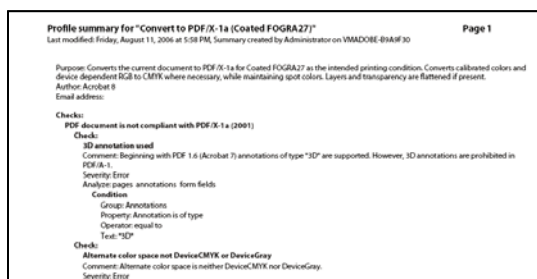 Profile summary for "Convert to PDF/X-1a (Coated FOGRA27)" Page 1
Last modified: Friday, August 11, 2006 at 5:58 PM, Summary created by Administrator on VMADOBE-B9A9F30
Purpose: Converts the current document to PDF/X-1a for Coated FOGRA27 as the intended printing condition. Converts calibrated colors and
device dependent RGB to CMYK where necessary, while maintaining spot colors. Layers and transparency are flattened if present.
Author: Acrobat 8
Email address:
Checks:
PDF document is not compliant with PDF/X-1a (2001)
Check:
3D annotation used
Comment: Beginning with PDF 1.6 (Acrobat 7) annotations of type "3D" are supported. However, 3D annotations are prohibited in
PDF/A-1.
Severity: Error
Analyze: pages annotations form fields
Condition
Group: Annotations
Property: Annotation is of type
Operator: equal to
Text: "3D"
Check:
Alternate color space not DeviceCMYK or DeviceGray
Comment: Alternate color space is neither DeviceCMYK nor DeviceGray.
Severity: Error